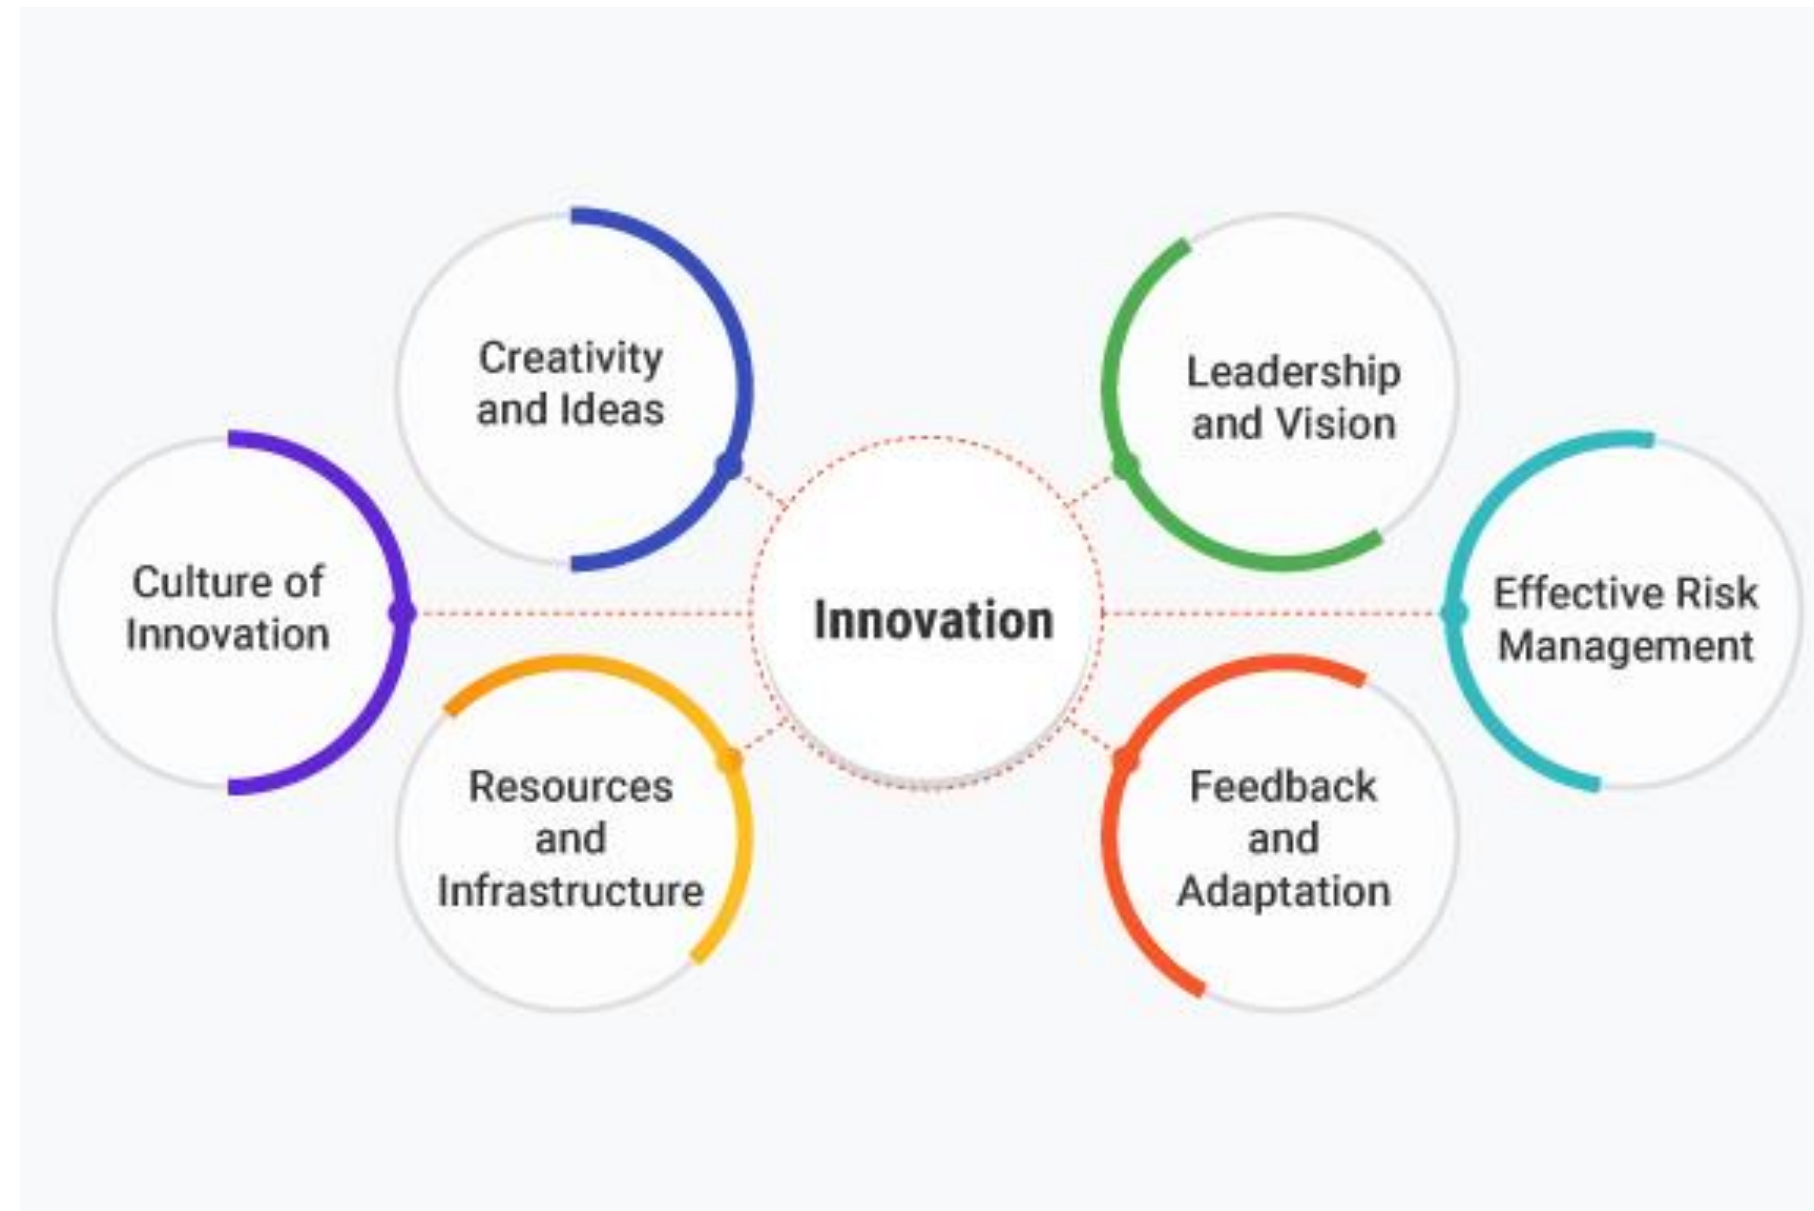 Creativity
and Ideas
Leadership
and Vision
Culture of
Innovation
Innovation
Effective Risk
Management
Resources
and
Infrastructure
Feedback
and
Adaptation